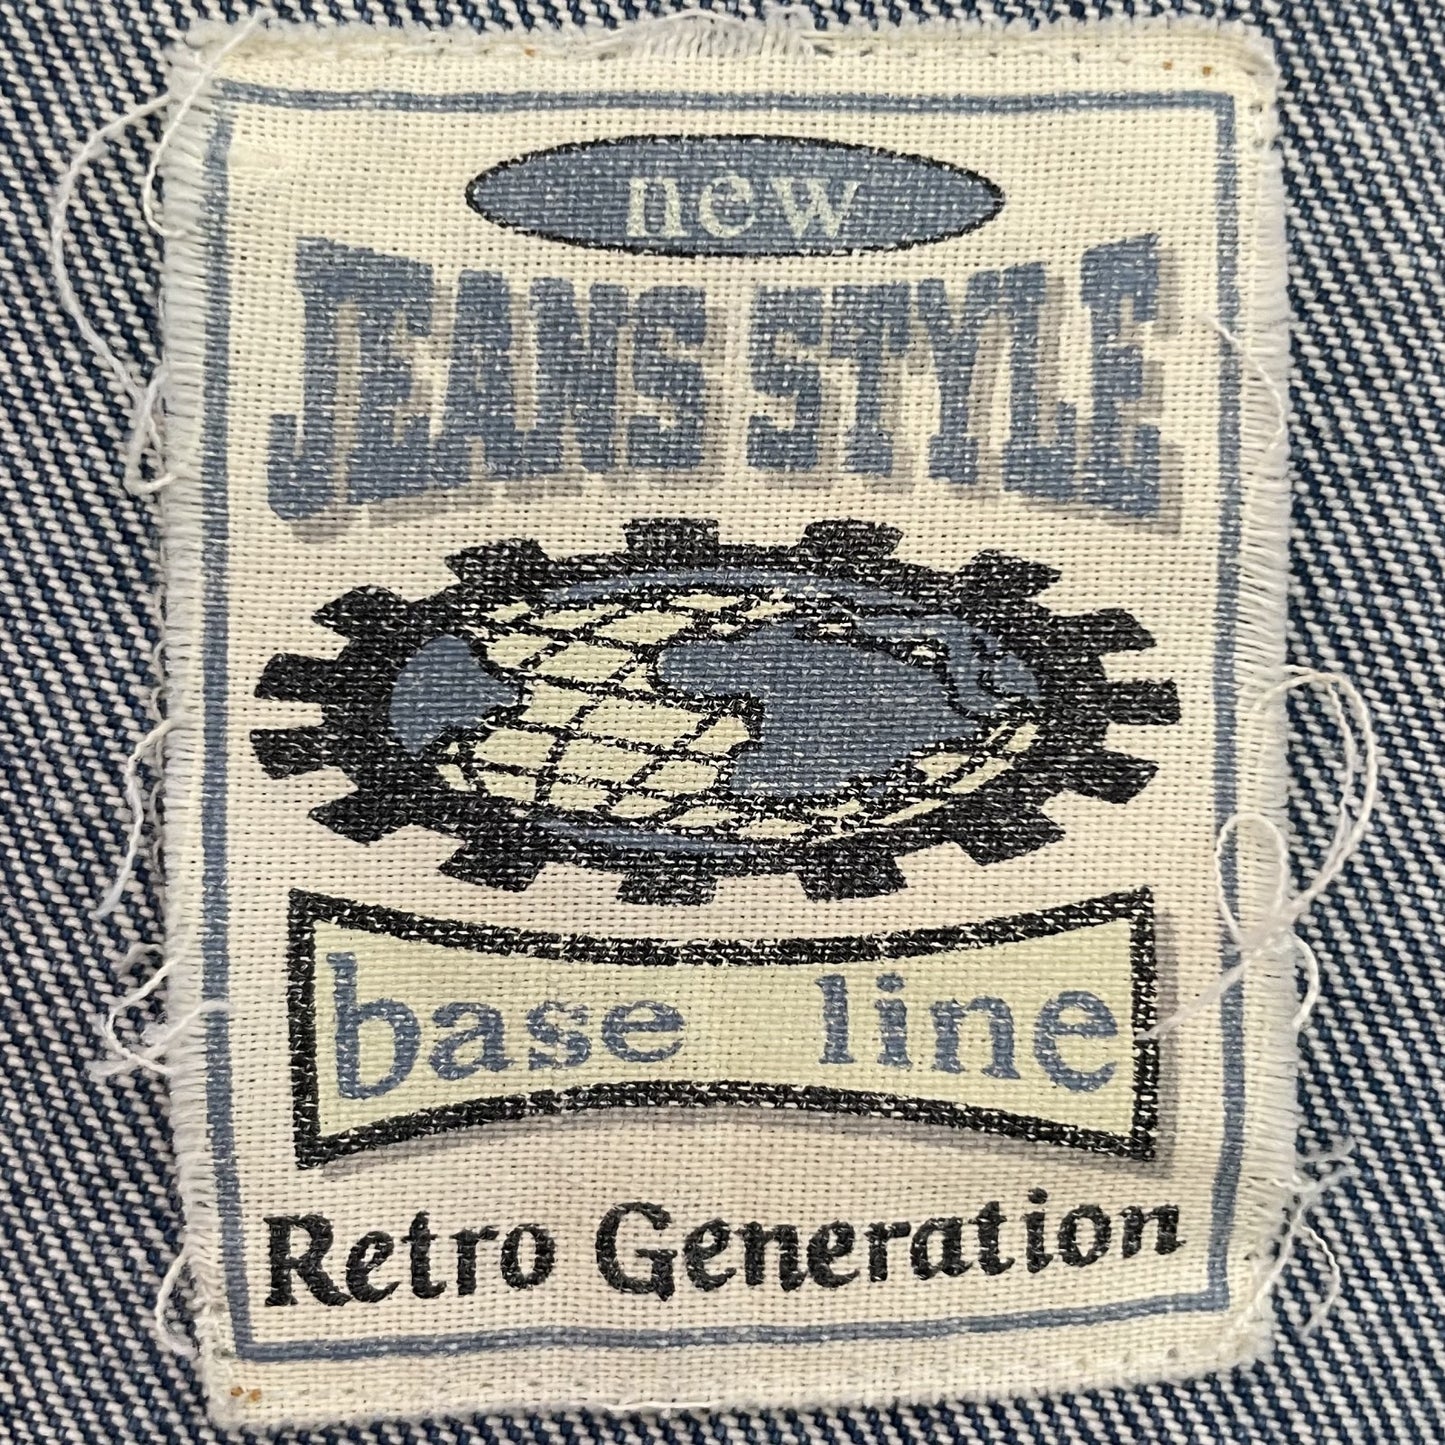 new
JEANS STYLE
base line
Retro Generation